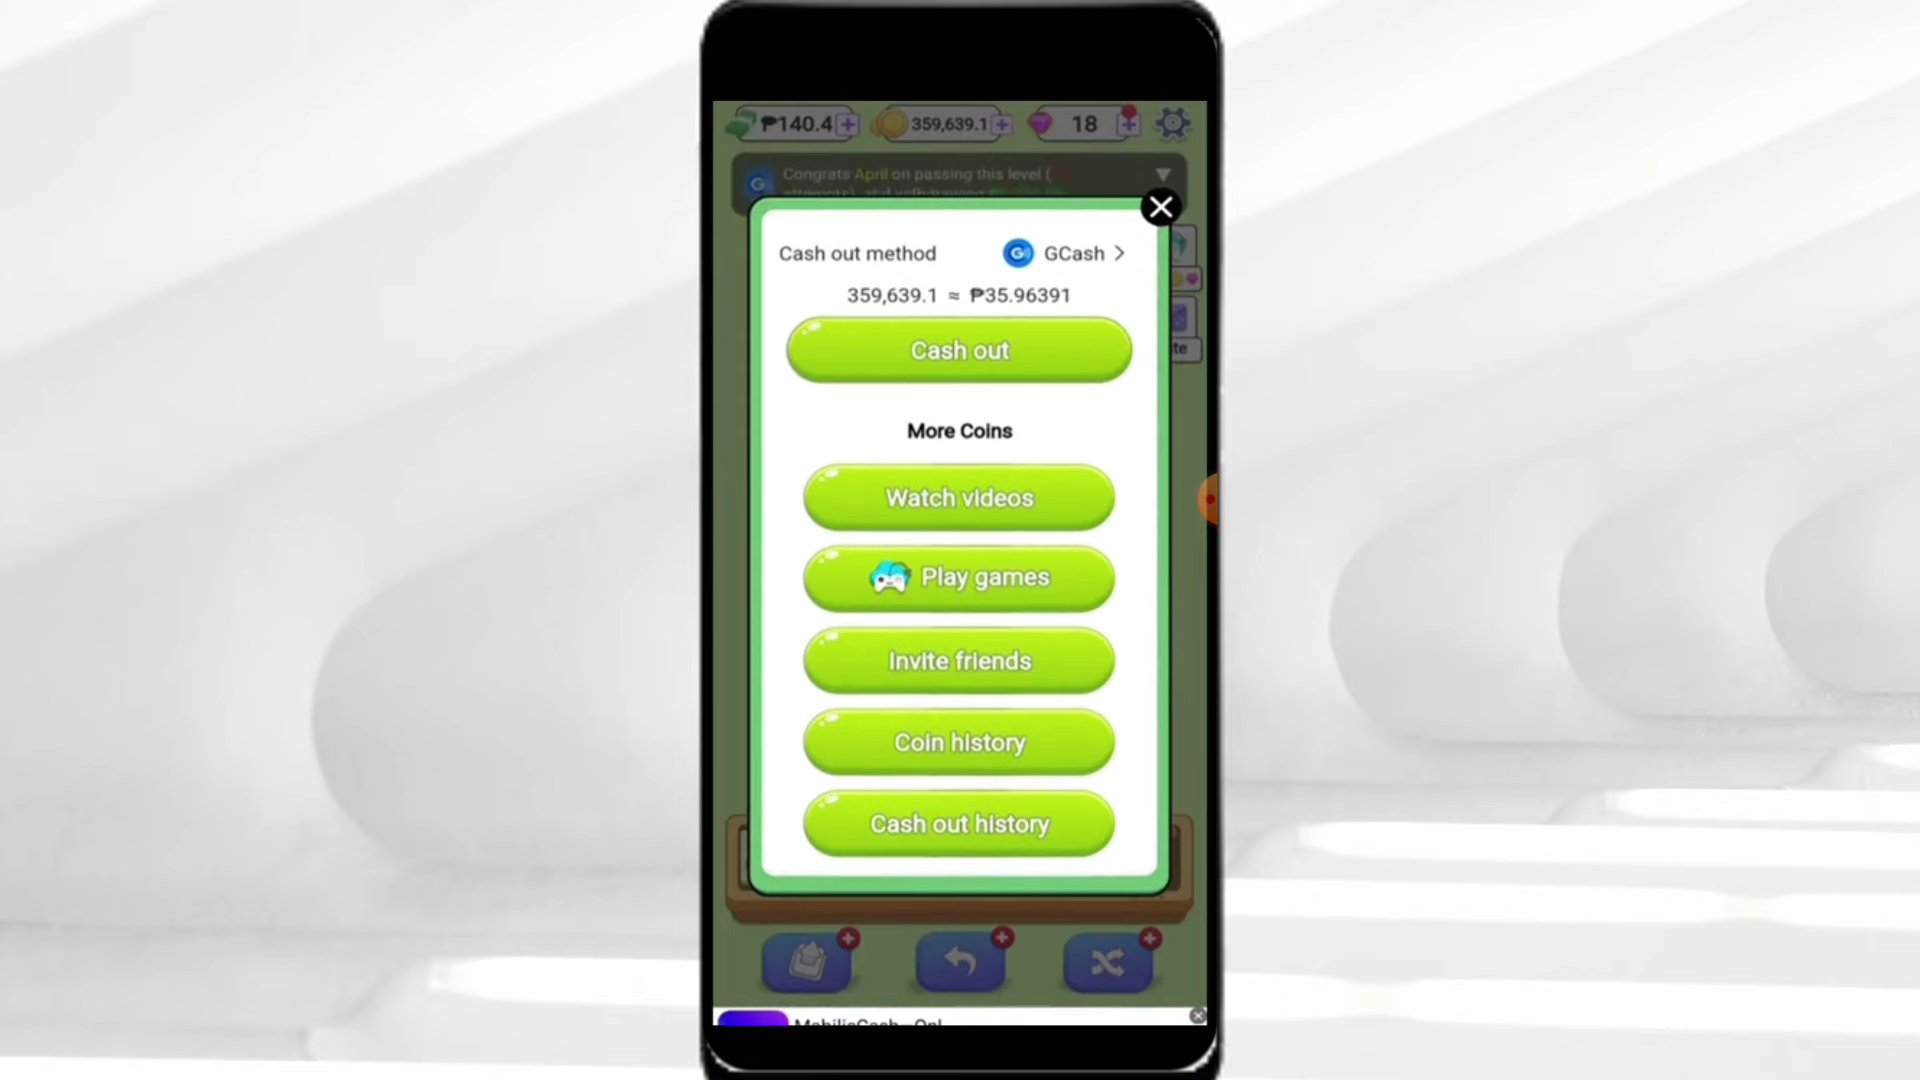 ₱140.4
359,639.1
18
Congrats April on passing this level (
Cash out method GCash >
359,639.1 ≈ ₱35.96391
Cash out
More Coins
Watch videos
Play games
Invite friends
Coin history
Cash out history